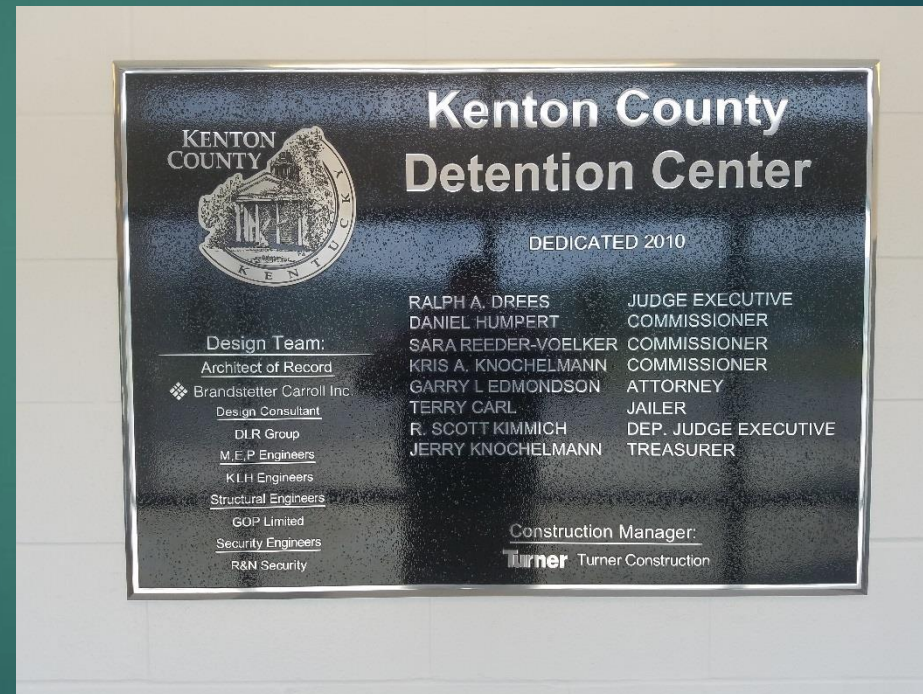 Kenton County
Detention Center
DEDICATED 2010
KENTON
COUNTY
KENTUCKY
RALPH A. DREES JUDGE EXECUTIVE
DANIEL HUMPERT COMMISSIONER
SARA REEDER-VOELKER COMMISSIONER
KRIS A. KNOCHELMANN COMMISSIONER
GARRY L EDMONDSON ATTORNEY
TERRY CARL JAILER
R. SCOTT KIMMICH DEP. JUDGE EXECUTIVE
JERRY KNOCHELMANN TREASURER
Design Team:
Architect of Record
Brandstetter Carroll Inc.
Design Consultant
DLR Group
M,E,P Engineers
KLH Engineers
Structural Engineers
GOP Limited
Security Engineers
R&N Security
Construction Manager:
Turner Turner Construction